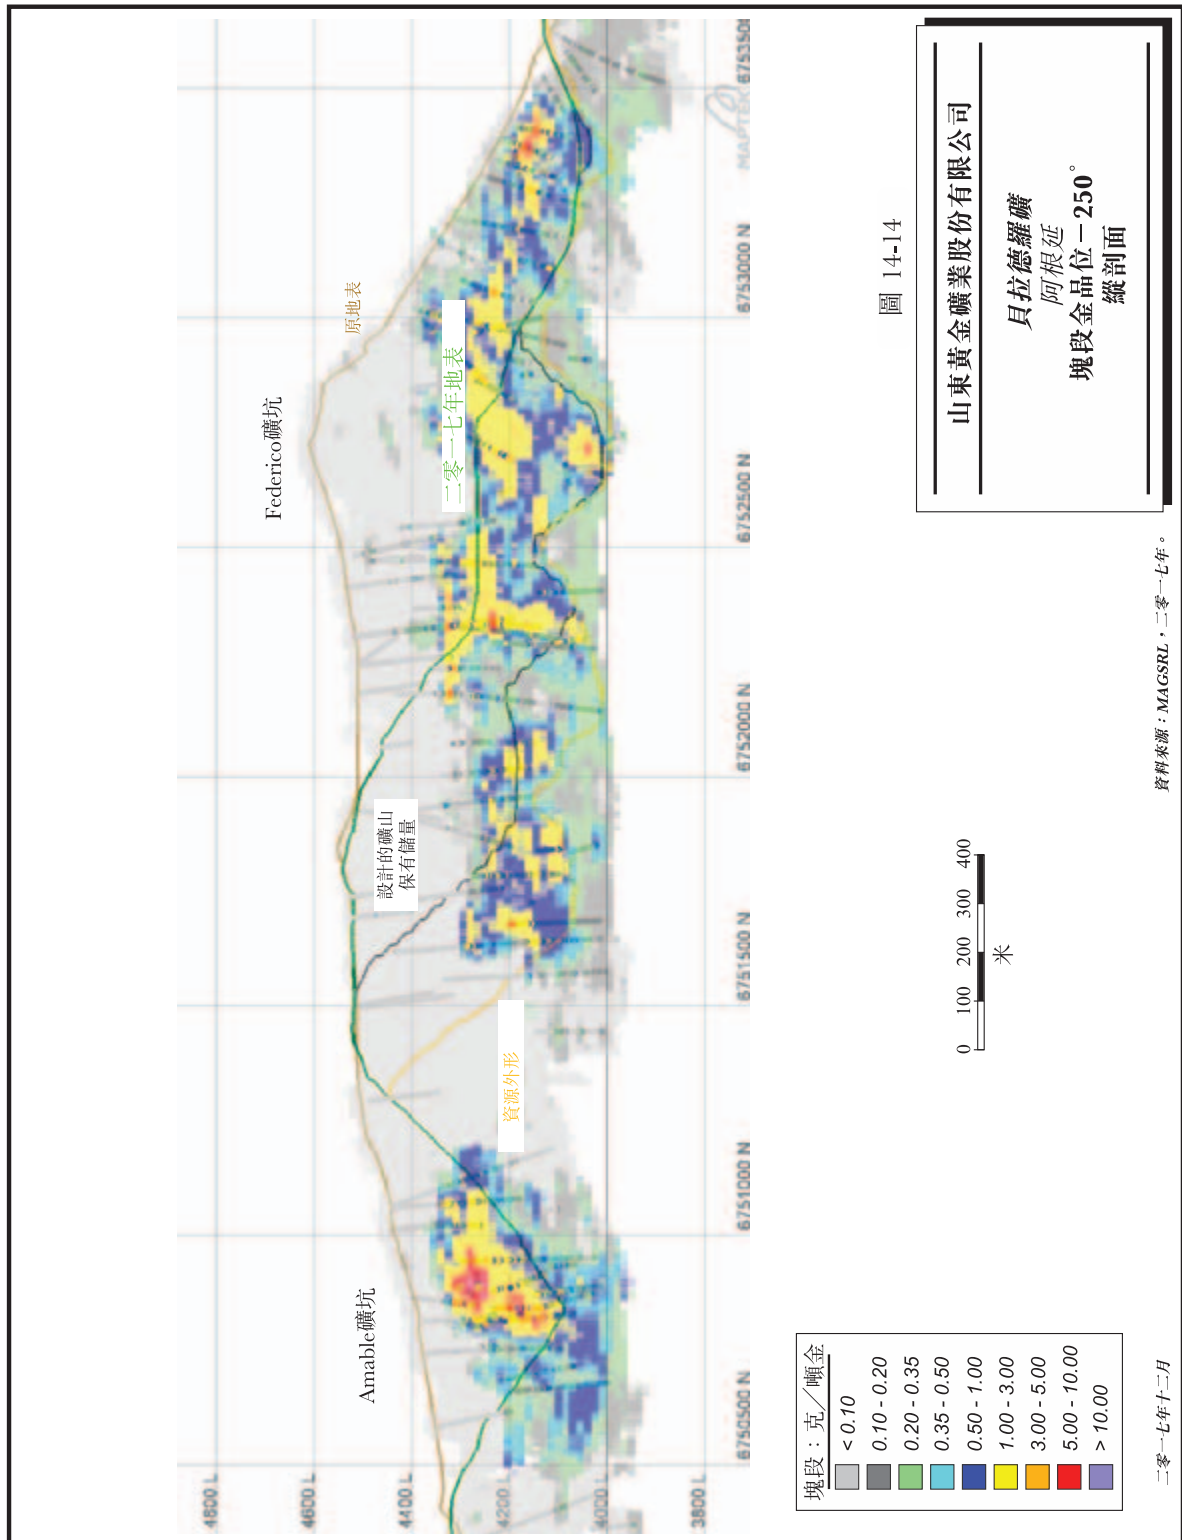 圖 14-14
山東黃金礦業股份有限公司
貝拉德羅礦
阿根延
塊段金品位－250°
縱剖面
Federico礦坑
Amable礦坑
原地表
二零一七年地表
設計的礦山
保有儲量
資源外形
4800 L
4600 L
4400 L
4200 L
4000 L
3800 L
6750500 N
6751000 N
6751500 N
6752000 N
6752500 N
6753000 N
6753500
MAPTEK
塊段：克／噸金
< 0.10
0.10 - 0.20
0.20 - 0.35
0.35 - 0.50
0.50 - 1.00
1.00 - 3.00
3.00 - 5.00
5.00 - 10.00
> 10.00
0 100 200 300 400
米
二零一七年十二月
資料來源：MAGSRL，二零一七年。